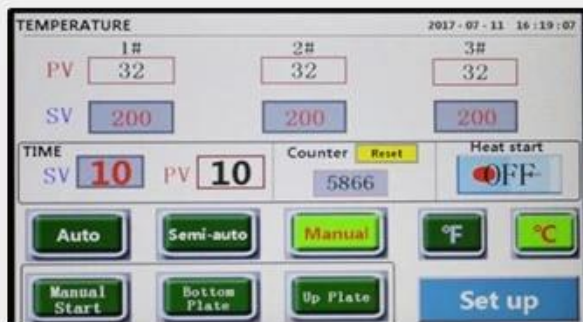 TEMPERATURE 2017-07-11 16:19:07
1# 2# 3#
PV 32 32 32
SV 200 200 200
TIME Counter Reset Heat start
SV 10 PV 10 5866 OFF
Auto Semi-auto Manual °F °C
Manual Start Bottom Plate Up Plate Set up